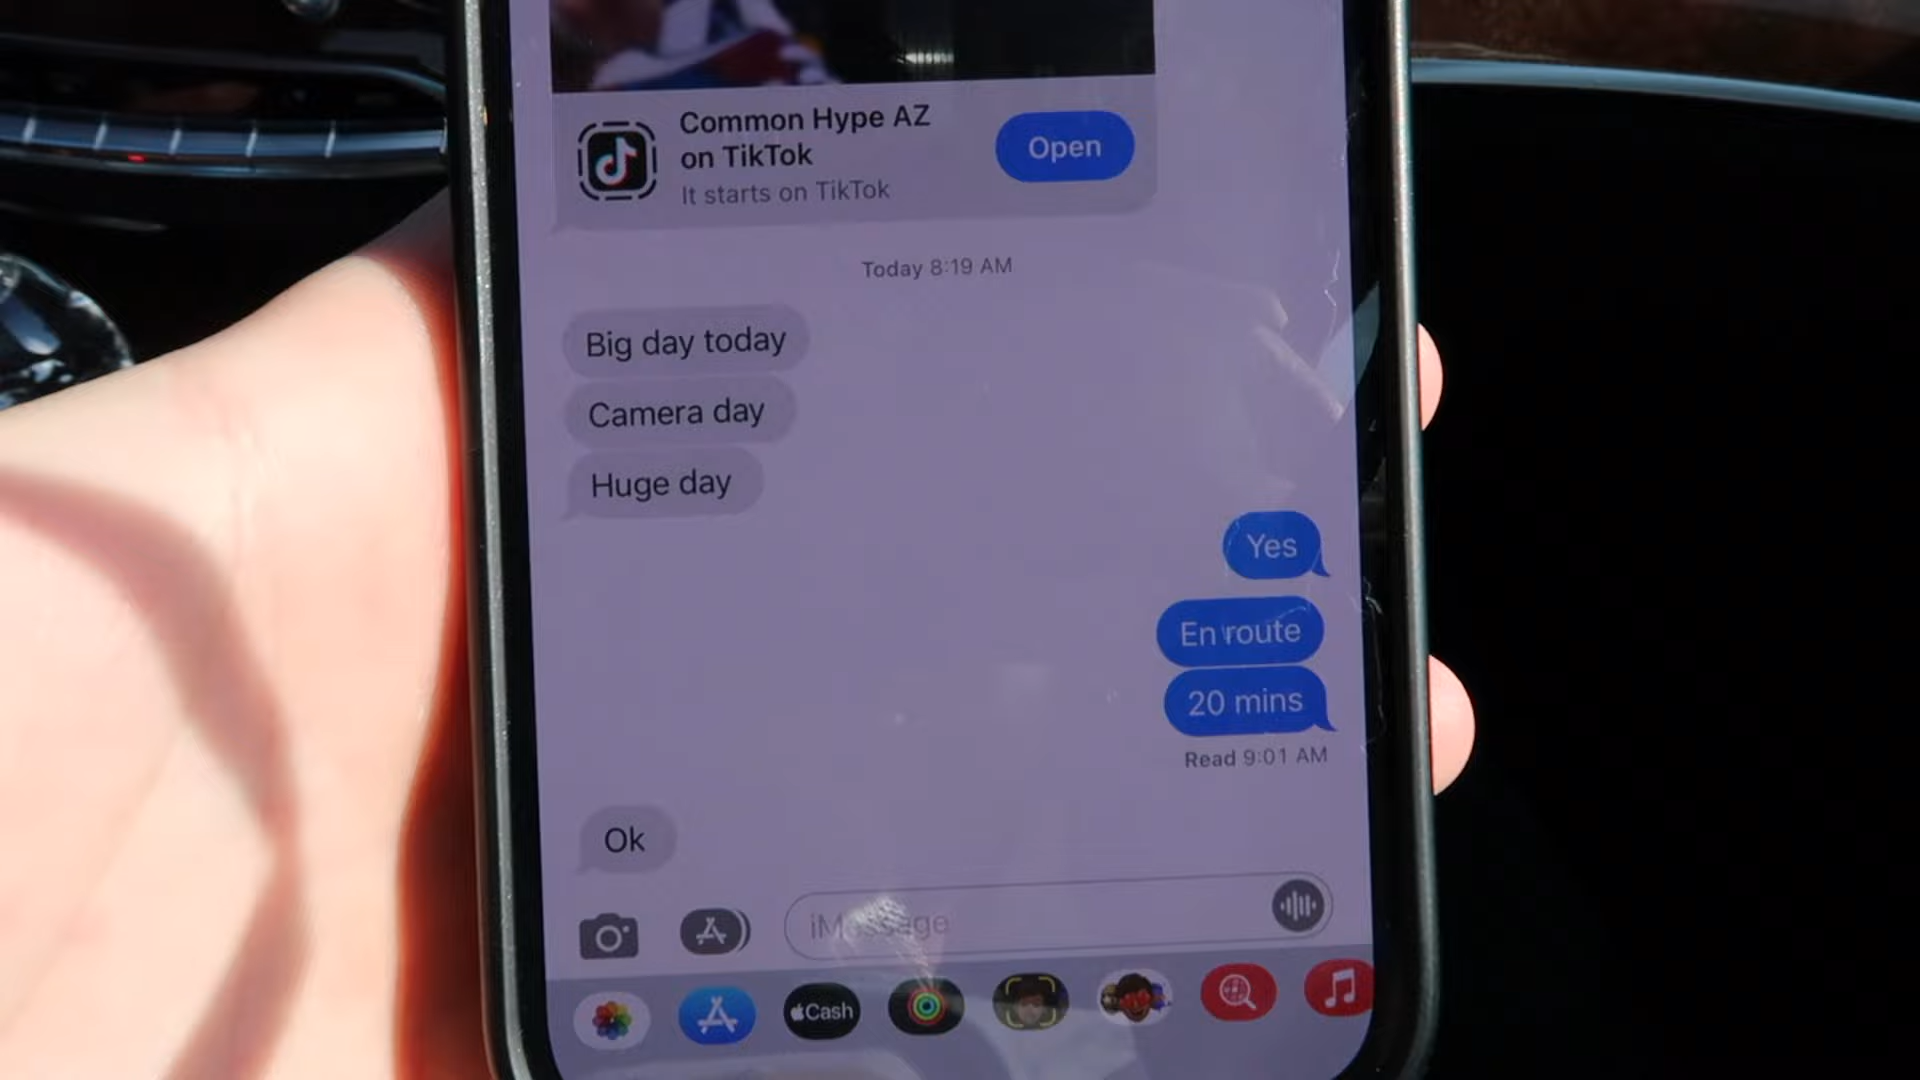 Common Hype AZ
on TikTok
It starts on TikTok
Open
Today 8:19 AM
Big day today
Camera day
Huge day
Yes
En route
20 mins
Read 9:01 AM
Ok
iMessage
Cash